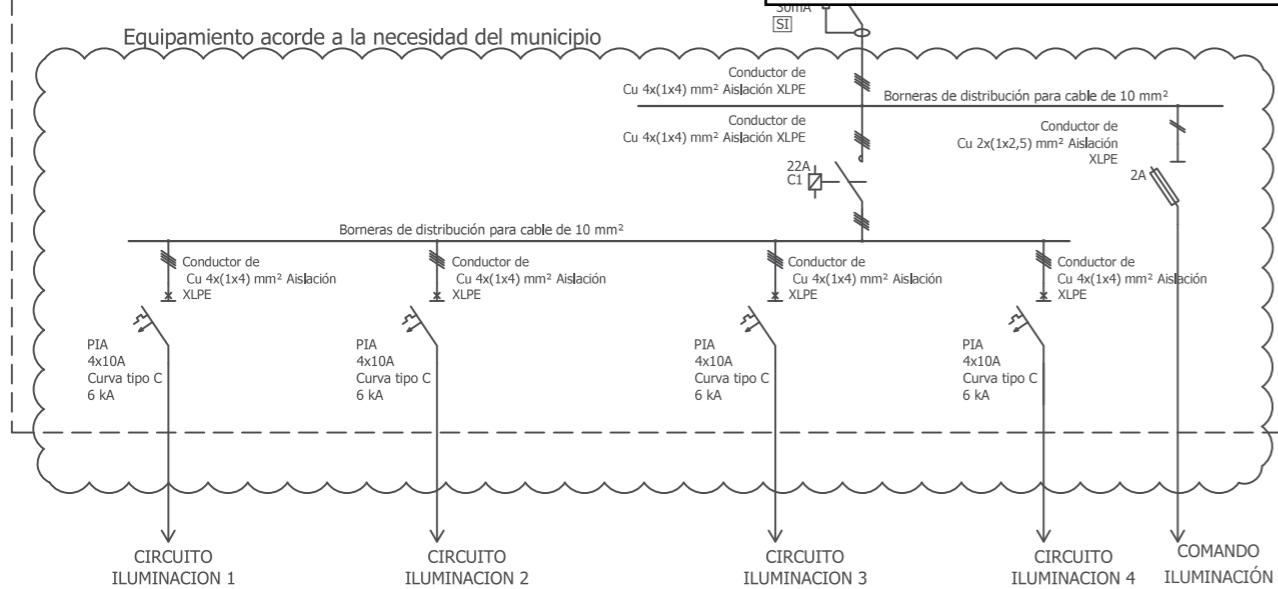 30mA
SI
Equipamiento acorde a la necesidad del municipio
Conductor de
Cu 4x(1x4) mm² Aislación XLPE
Borneras de distribución para cable de 10 mm²
Conductor de
Cu 4x(1x4) mm² Aislación XLPE
Conductor de
Cu 2x(1x2,5) mm² Aislación
XLPE
22A
C1
2A
Borneras de distribución para cable de 10 mm²
Conductor de
Cu 4x(1x4) mm² Aislación
XLPE
Conductor de
Cu 4x(1x4) mm² Aislación
XLPE
Conductor de
Cu 4x(1x4) mm² Aislación
XLPE
Conductor de
Cu 4x(1x4) mm² Aislación
XLPE
PIA
4x10A
Curva tipo C
6 kA
PIA
4x10A
Curva tipo C
6 kA
PIA
4x10A
Curva tipo C
6 kA
PIA
4x10A
Curva tipo C
6 kA
CIRCUITO
ILUMINACION 1
CIRCUITO
ILUMINACION 2
CIRCUITO
ILUMINACION 3
CIRCUITO
ILUMINACION 4
COMANDO
ILUMINACIÓN